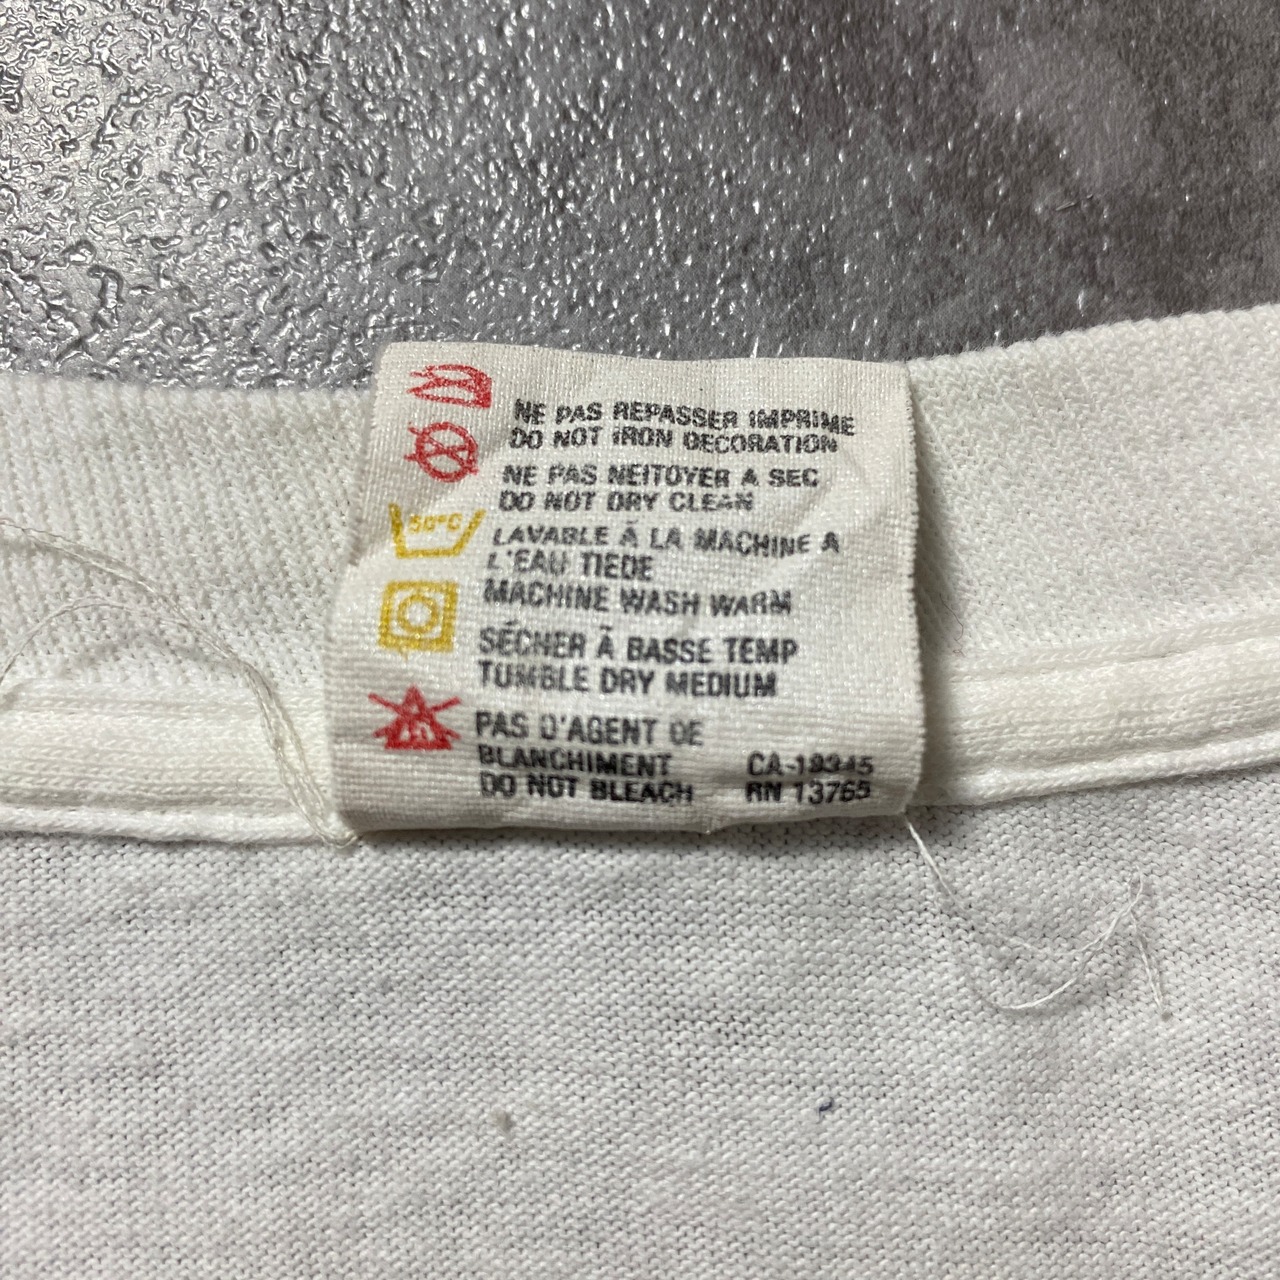 NE PAS REPASSER IMPRIME
DO NOT IRON DECORATION
NE PAS NEITOYER A SEC
DO NOT DRY CLEAN
50°C
LAVABLE À LA MACHINE A
L'EAU TIEDE
MACHINE WASH WARM
SÉCHER À BASSE TEMP
TUMBLE DRY MEDIUM
PAS D'AGENT DE
BLANCHIMENT
DO NOT BLEACH
CA-19345
RN 13765